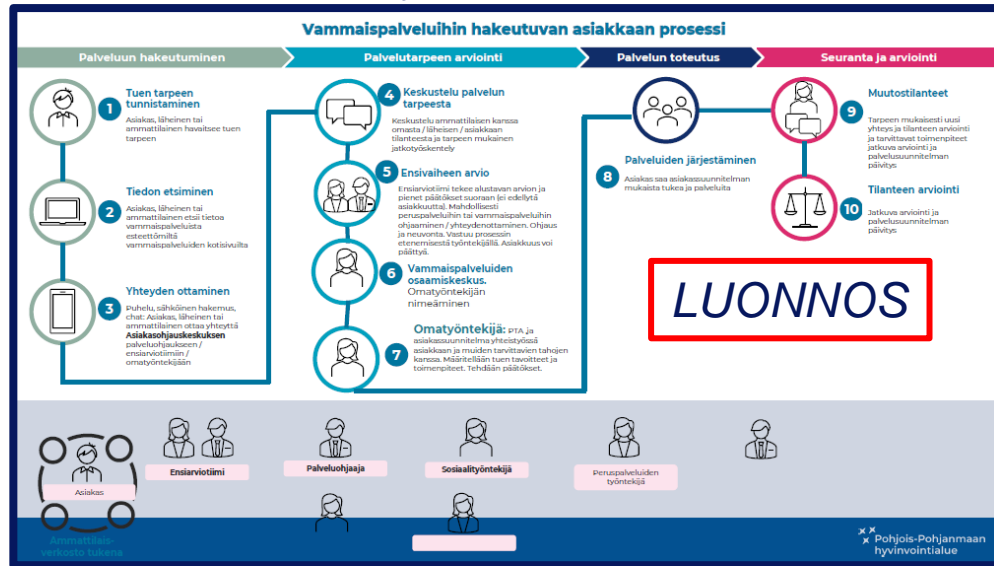 Vammaispalveluihin hakeutuvan asiakkaan prosessi
Palveluun hakeutuminen
Palvelutarpeen arviointi
Palvelun toteutus
Seuranta ja arviointi
1
Tuen tarpeen
tunnistaminen
Asiakas, läheinen tai
ammattilainen havaitsee tuen
tarpeen
2
Tiedon etsiminen
Asiakas, läheinen tai
ammattilainen etsii tietoa
vammaispalveluista
esteettömiltä
vammaispalveluiden kotisivuilta
3
Yhteyden ottaminen
Puhelu, sähköinen hakemus,
chat: Asiakas, läheinen tai
ammattilainen ottaa yhteyttä
Asiakasohjauskeskuksen
palveluohjaukseen /
ensiarviotiimiin /
omatyöntekijään
4
Keskustelu palvelun
tarpeesta
Keskustelu ammattilaisen kanssa
omasta / läheisen / asiakkaan
tilanteesta ja tarpeen mukainen
jatkotyöskentely
5
Ensivaiheen arvio
Ensiarviotiimi tekee alustavan arvion ja
pienet päätökset suoraan (ei edellytä
asiakkuutta). Mahdollisesti
peruspalveluihin tai vammaispalveluihin
ohjaaminen / yhteydenottaminen. Ohjaus
ja neuvonta. Vastuu prosessin
etenemisestä työntekijällä. Asiakkuus voi
päättyä.
6
Vammaispalveluiden
osaamiskeskus.
Omatyöntekijän
nimeäminen
7
Omatyöntekijä: PTA ja
asiakassuunnitelma yhteistyössä
asiakkaan ja muiden tarvittavien tahojen
kanssa. Määritellään tuen tavoitteet ja
toimenpiteet. Tehdään päätökset.
8
Palveluiden järjestäminen
Asiakas saa asiakassuunnitelman
mukaista tukea ja palveluita
9
Muutostilanteet
Tarpeen mukaisesti uusi
yhteys ja tilanteen arviointi
ja tarvittavat toimenpiteet
jatkuva arviointi ja
palvelusuunnitelman
päivitys
10
Tilanteen arviointi
Jatkuva arviointi ja
palvelusuunnitelman
päivitys
LUONNOS
Asiakas
Ensiarviotiimi
Palveluohjaaja
Sosiaalityöntekijä
Peruspalveluiden
työntekijä
Ammattilais-
verkosto tukena
Pohjois-Pohjanmaan
hyvinvointialue